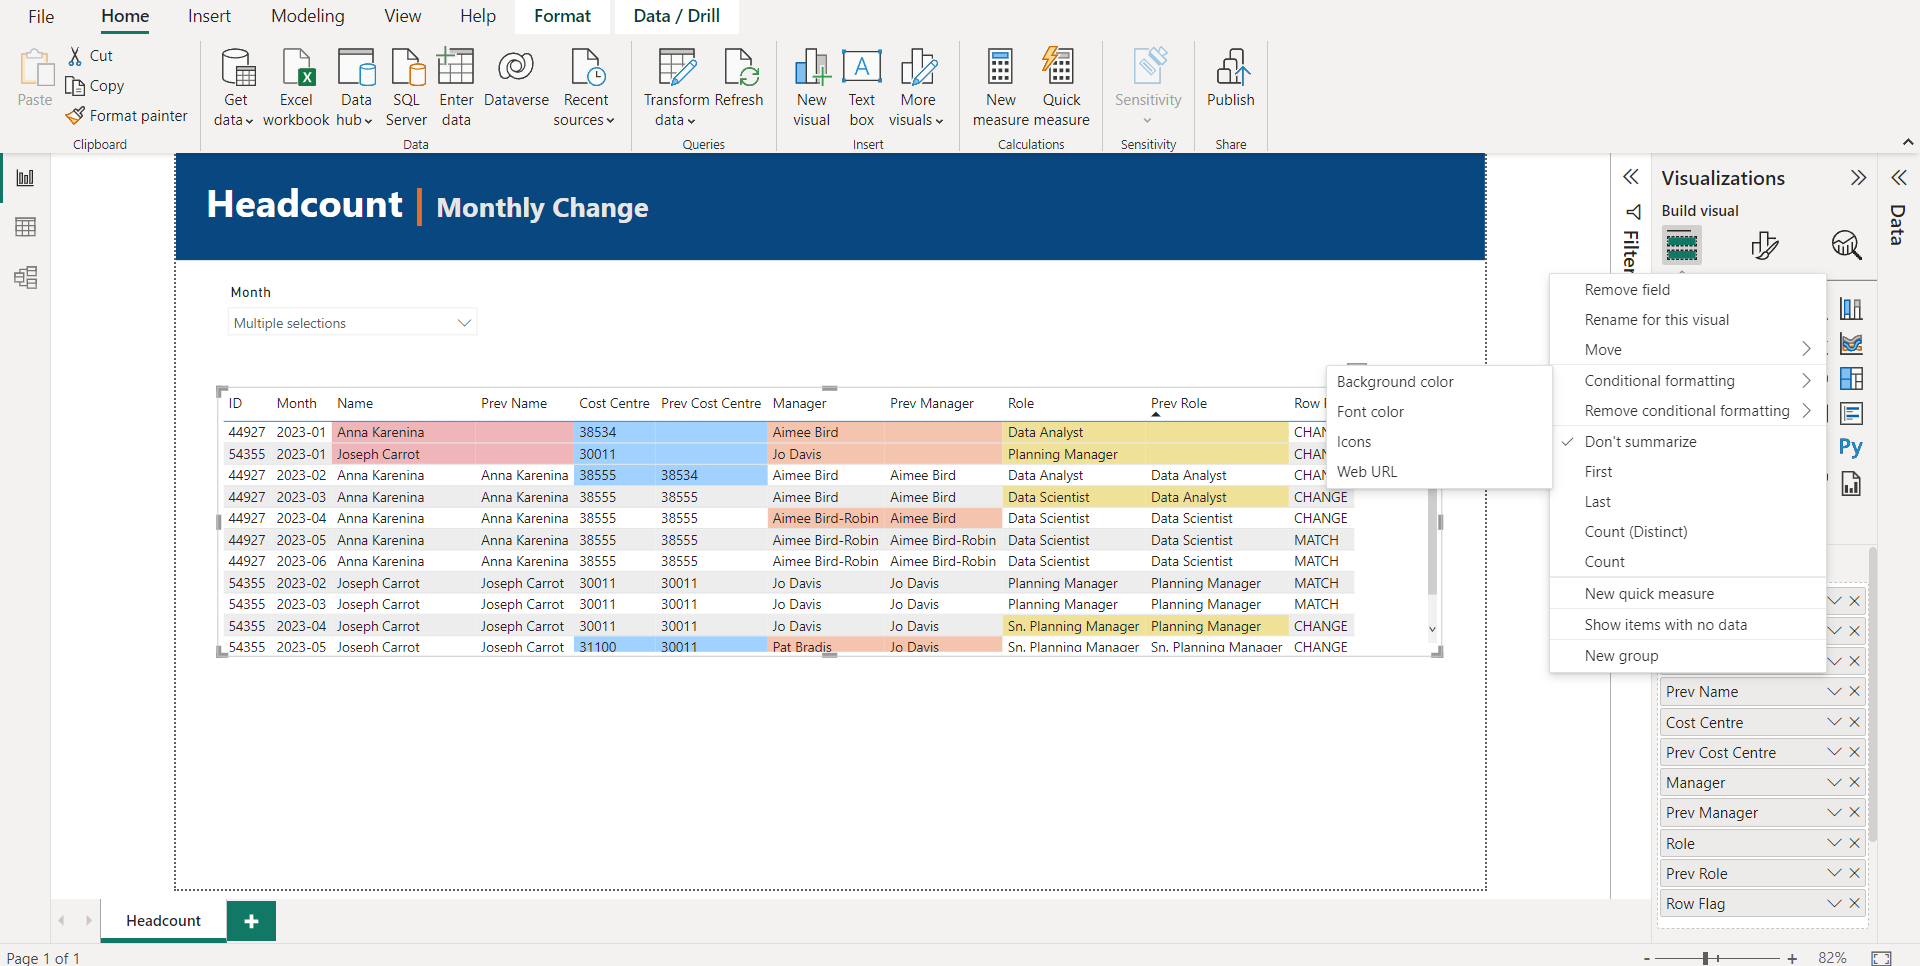 File Home Insert Modeling View Help Format Data / Drill
Paste
Cut
Copy
Format painter
Clipboard
Get data
Excel workbook
Data hub
SQL Server
Enter data
Dataverse
Recent sources
Data
Transform data
Refresh
Queries
New visual
Text box
More visuals
Insert
New measure
Quick measure
Calculations
Sensitivity
Sensitivity
Publish
Share
Headcount | Monthly Change
Month
Multiple selections
ID Month Name Prev Name Cost Centre Prev Cost Centre Manager Prev Manager Role Prev Role Row
44927 2023-01 Anna Karenina 38534 Aimee Bird Data Analyst CHAN
54355 2023-01 Joseph Carrot 30011 Jo Davis Planning Manager CHAN
44927 2023-02 Anna Karenina Anna Karenina 38555 38534 Aimee Bird Aimee Bird Data Analyst Data Analyst CHAN
44927 2023-03 Anna Karenina Anna Karenina 38555 38555 Aimee Bird Aimee Bird Data Scientist Data Analyst CHANGE
44927 2023-04 Anna Karenina Anna Karenina 38555 38555 Aimee Bird-Robin Aimee Bird Data Scientist Data Scientist CHANGE
44927 2023-05 Anna Karenina Anna Karenina 38555 38555 Aimee Bird-Robin Aimee Bird-Robin Data Scientist Data Scientist MATCH
44927 2023-06 Anna Karenina Anna Karenina 38555 38555 Aimee Bird-Robin Aimee Bird-Robin Data Scientist Data Scientist MATCH
54355 2023-02 Joseph Carrot Joseph Carrot 30011 30011 Jo Davis Jo Davis Planning Manager Planning Manager MATCH
54355 2023-03 Joseph Carrot Joseph Carrot 30011 30011 Jo Davis Jo Davis Planning Manager Planning Manager MATCH
54355 2023-04 Joseph Carrot Joseph Carrot 30011 30011 Jo Davis Jo Davis Sn. Planning Manager Planning Manager CHANGE
54355 2023-05 Joseph Carrot Joseph Carrot 31100 30011 Pat Bradis Jo Davis Sn. Planning Manager Sn. Planning Manager CHANGE
Background color
Font color
Icons
Web URL
Filter
Visualizations
Build visual
Data
Remove field
Rename for this visual
Move
Conditional formatting
Remove conditional formatting
Don't summarize
First
Last
Count (Distinct)
Count
New quick measure
Show items with no data
New group
Py
Prev Name
Cost Centre
Prev Cost Centre
Manager
Prev Manager
Role
Prev Role
Row Flag
Headcount +
Page 1 of 1
- + 82%